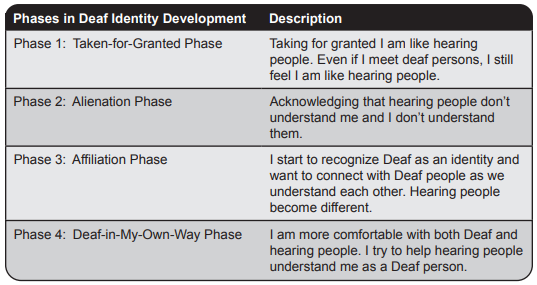 Phases in Deaf Identity Development
Description
Phase 1:  Taken-for-Granted Phase
Taking for granted I am like hearing
people. Even if I meet deaf persons, I still
feel I am like hearing people.
Phase 2:  Alienation Phase
Acknowledging that hearing people don’t
understand me and I don’t understand
them.
Phase 3:  Affiliation Phase
I start to recognize Deaf as an identity and
want to connect with Deaf people as we
understand each other. Hearing people
become different.
Phase 4:  Deaf-in-My-Own-Way Phase
I am more comfortable with both Deaf and
hearing people. I try to help hearing people
understand me as a Deaf person.